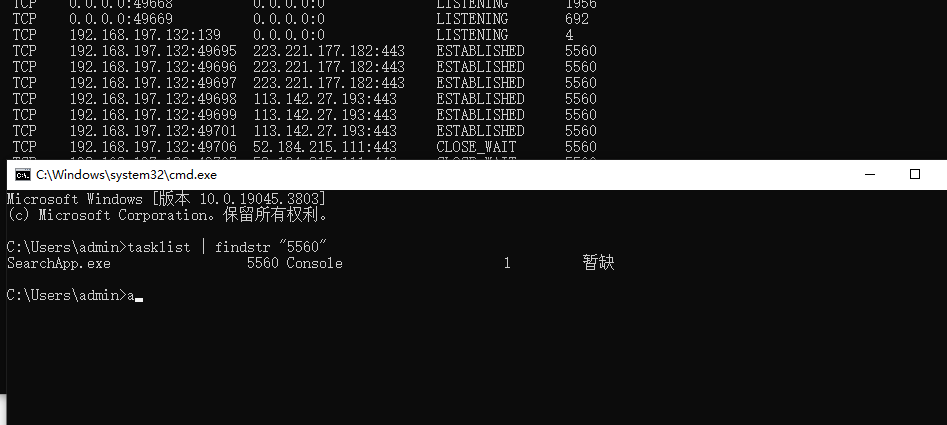 TCP 0.0.0.0:49668 0.0.0.0:0 LISTENING 1956
TCP 0.0.0.0:49669 0.0.0.0:0 LISTENING 692
TCP 192.168.197.132:139 0.0.0.0:0 LISTENING 4
TCP 192.168.197.132:49695 223.221.177.182:443 ESTABLISHED 5560
TCP 192.168.197.132:49696 223.221.177.182:443 ESTABLISHED 5560
TCP 192.168.197.132:49697 223.221.177.182:443 ESTABLISHED 5560
TCP 192.168.197.132:49698 113.142.27.193:443 ESTABLISHED 5560
TCP 192.168.197.132:49699 113.142.27.193:443 ESTABLISHED 5560
TCP 192.168.197.132:49701 113.142.27.193:443 ESTABLISHED 5560
TCP 192.168.197.132:49706 52.184.215.111:443 CLOSE_WAIT 5560
C:\Windows\system32\cmd.exe
Microsoft Windows [版本 10.0.19045.3803]
(c) Microsoft Corporation。保留所有权利。
C:\Users\admin>tasklist | findstr "5560"
SearchApp.exe 5560 Console 1 暂缺
C:\Users\admin>a